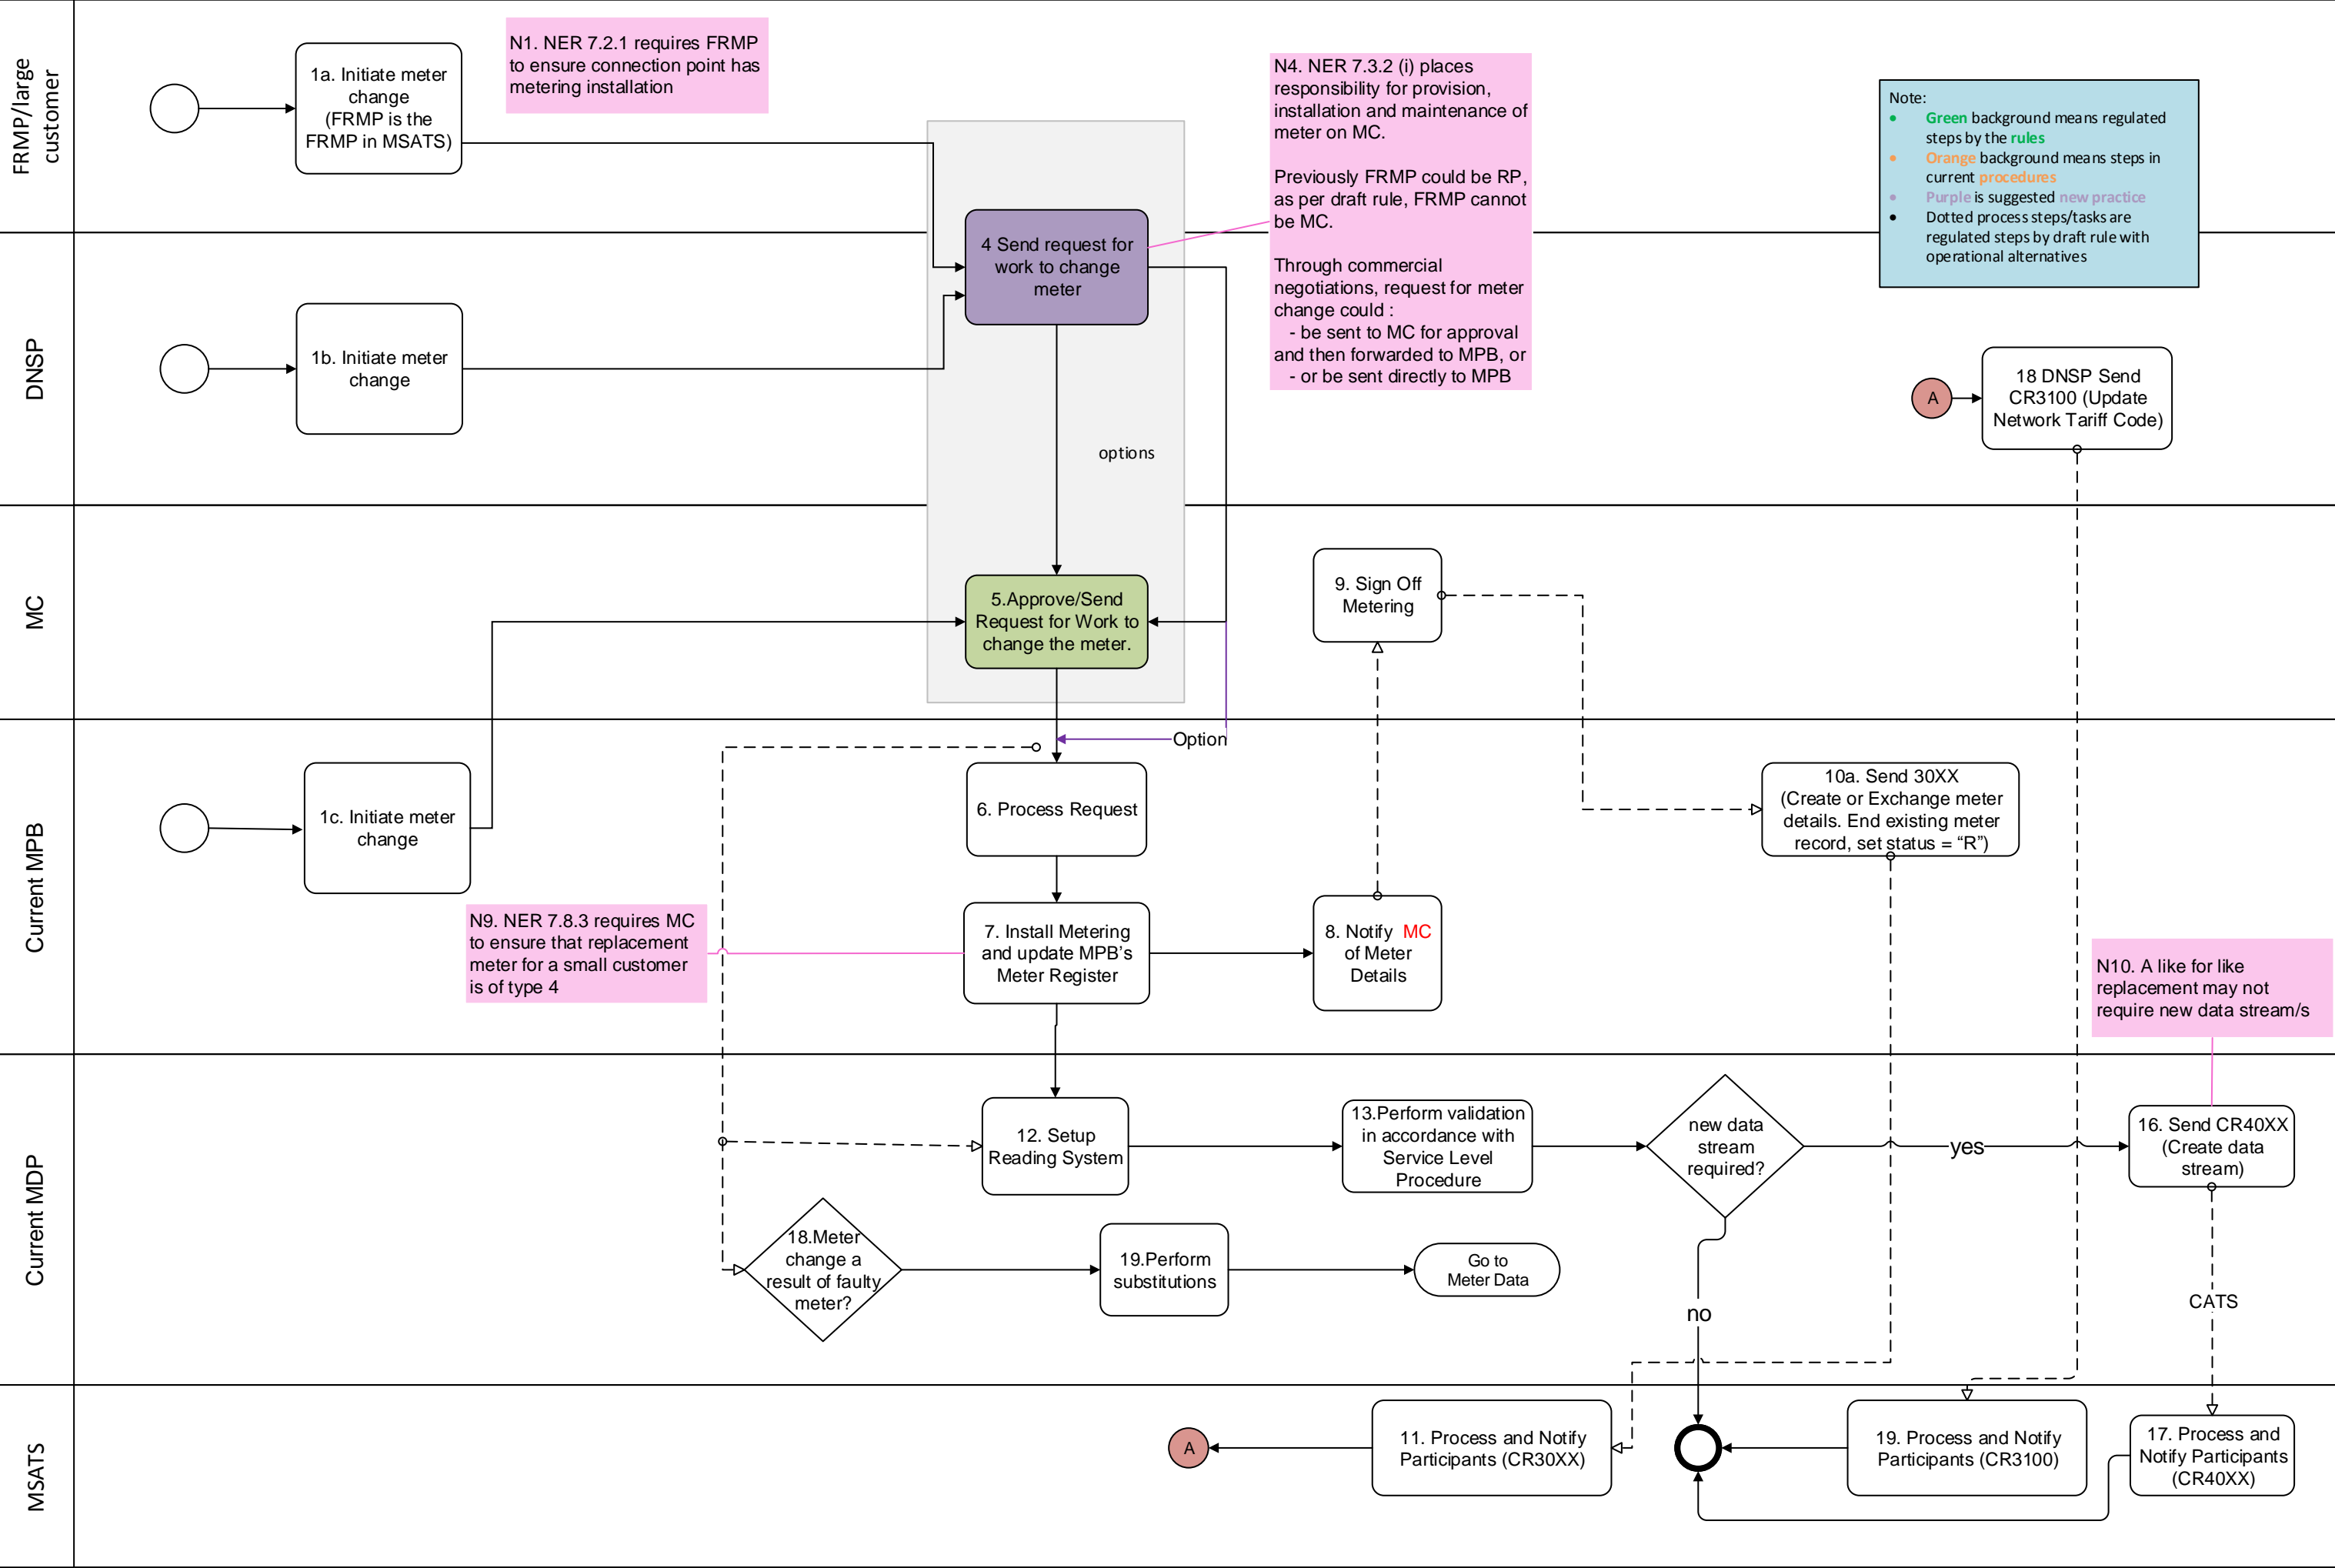 FRMP/large
customer
1a. Initiate meter
change
(FRMP is the
FRMP in MSATS)
N1. NER 7.2.1 requires FRMP
to ensure connection point has
metering installation
N4. NER 7.3.2 (i) places
responsibility for provision,
installation and maintenance of
meter on MC.
Previously FRMP could be RP,
as per draft rule, FRMP cannot
be MC.
Through commercial
negotiations, request for meter
change could :
- be sent to MC for approval
and then forwarded to MPB, or
- or be sent directly to MPB
Note:
• Green background means regulated
steps by the rules
• Orange background means steps in
current procedures
• Purple is suggested new practice
• Dotted process steps/tasks are
regulated steps by draft rule with
operational alternatives
4 Send request for
work to change
meter
DNSP
1b. Initiate meter
change
options
A
18 DNSP Send
CR3100 (Update
Network Tariff Code)
MC
5.Approve/Send
Request for Work to
change the meter.
9. Sign Off
Metering
Option
Current MPB
1c. Initiate meter
change
6. Process Request
10a. Send 30XX
(Create or Exchange meter
details. End existing meter
record, set status = “R”)
N9. NER 7.8.3 requires MC
to ensure that replacement
meter for a small customer
is of type 4
7. Install Metering
and update MPB’s
Meter Register
8. Notify MC
of Meter
Details
N10. A like for like
replacement may not
require new data stream/s
Current MDP
12. Setup
Reading System
13.Perform validation
in accordance with
Service Level
Procedure
new data
stream
required?
yes
16. Send CR40XX
(Create data
stream)
18.Meter
change a
result of faulty
meter?
19.Perform
substitutions
Go to
Meter Data
no
CATS
MSATS
A
11. Process and Notify
Participants (CR30XX)
19. Process and Notify
Participants (CR3100)
17. Process and
Notify Participants
(CR40XX)